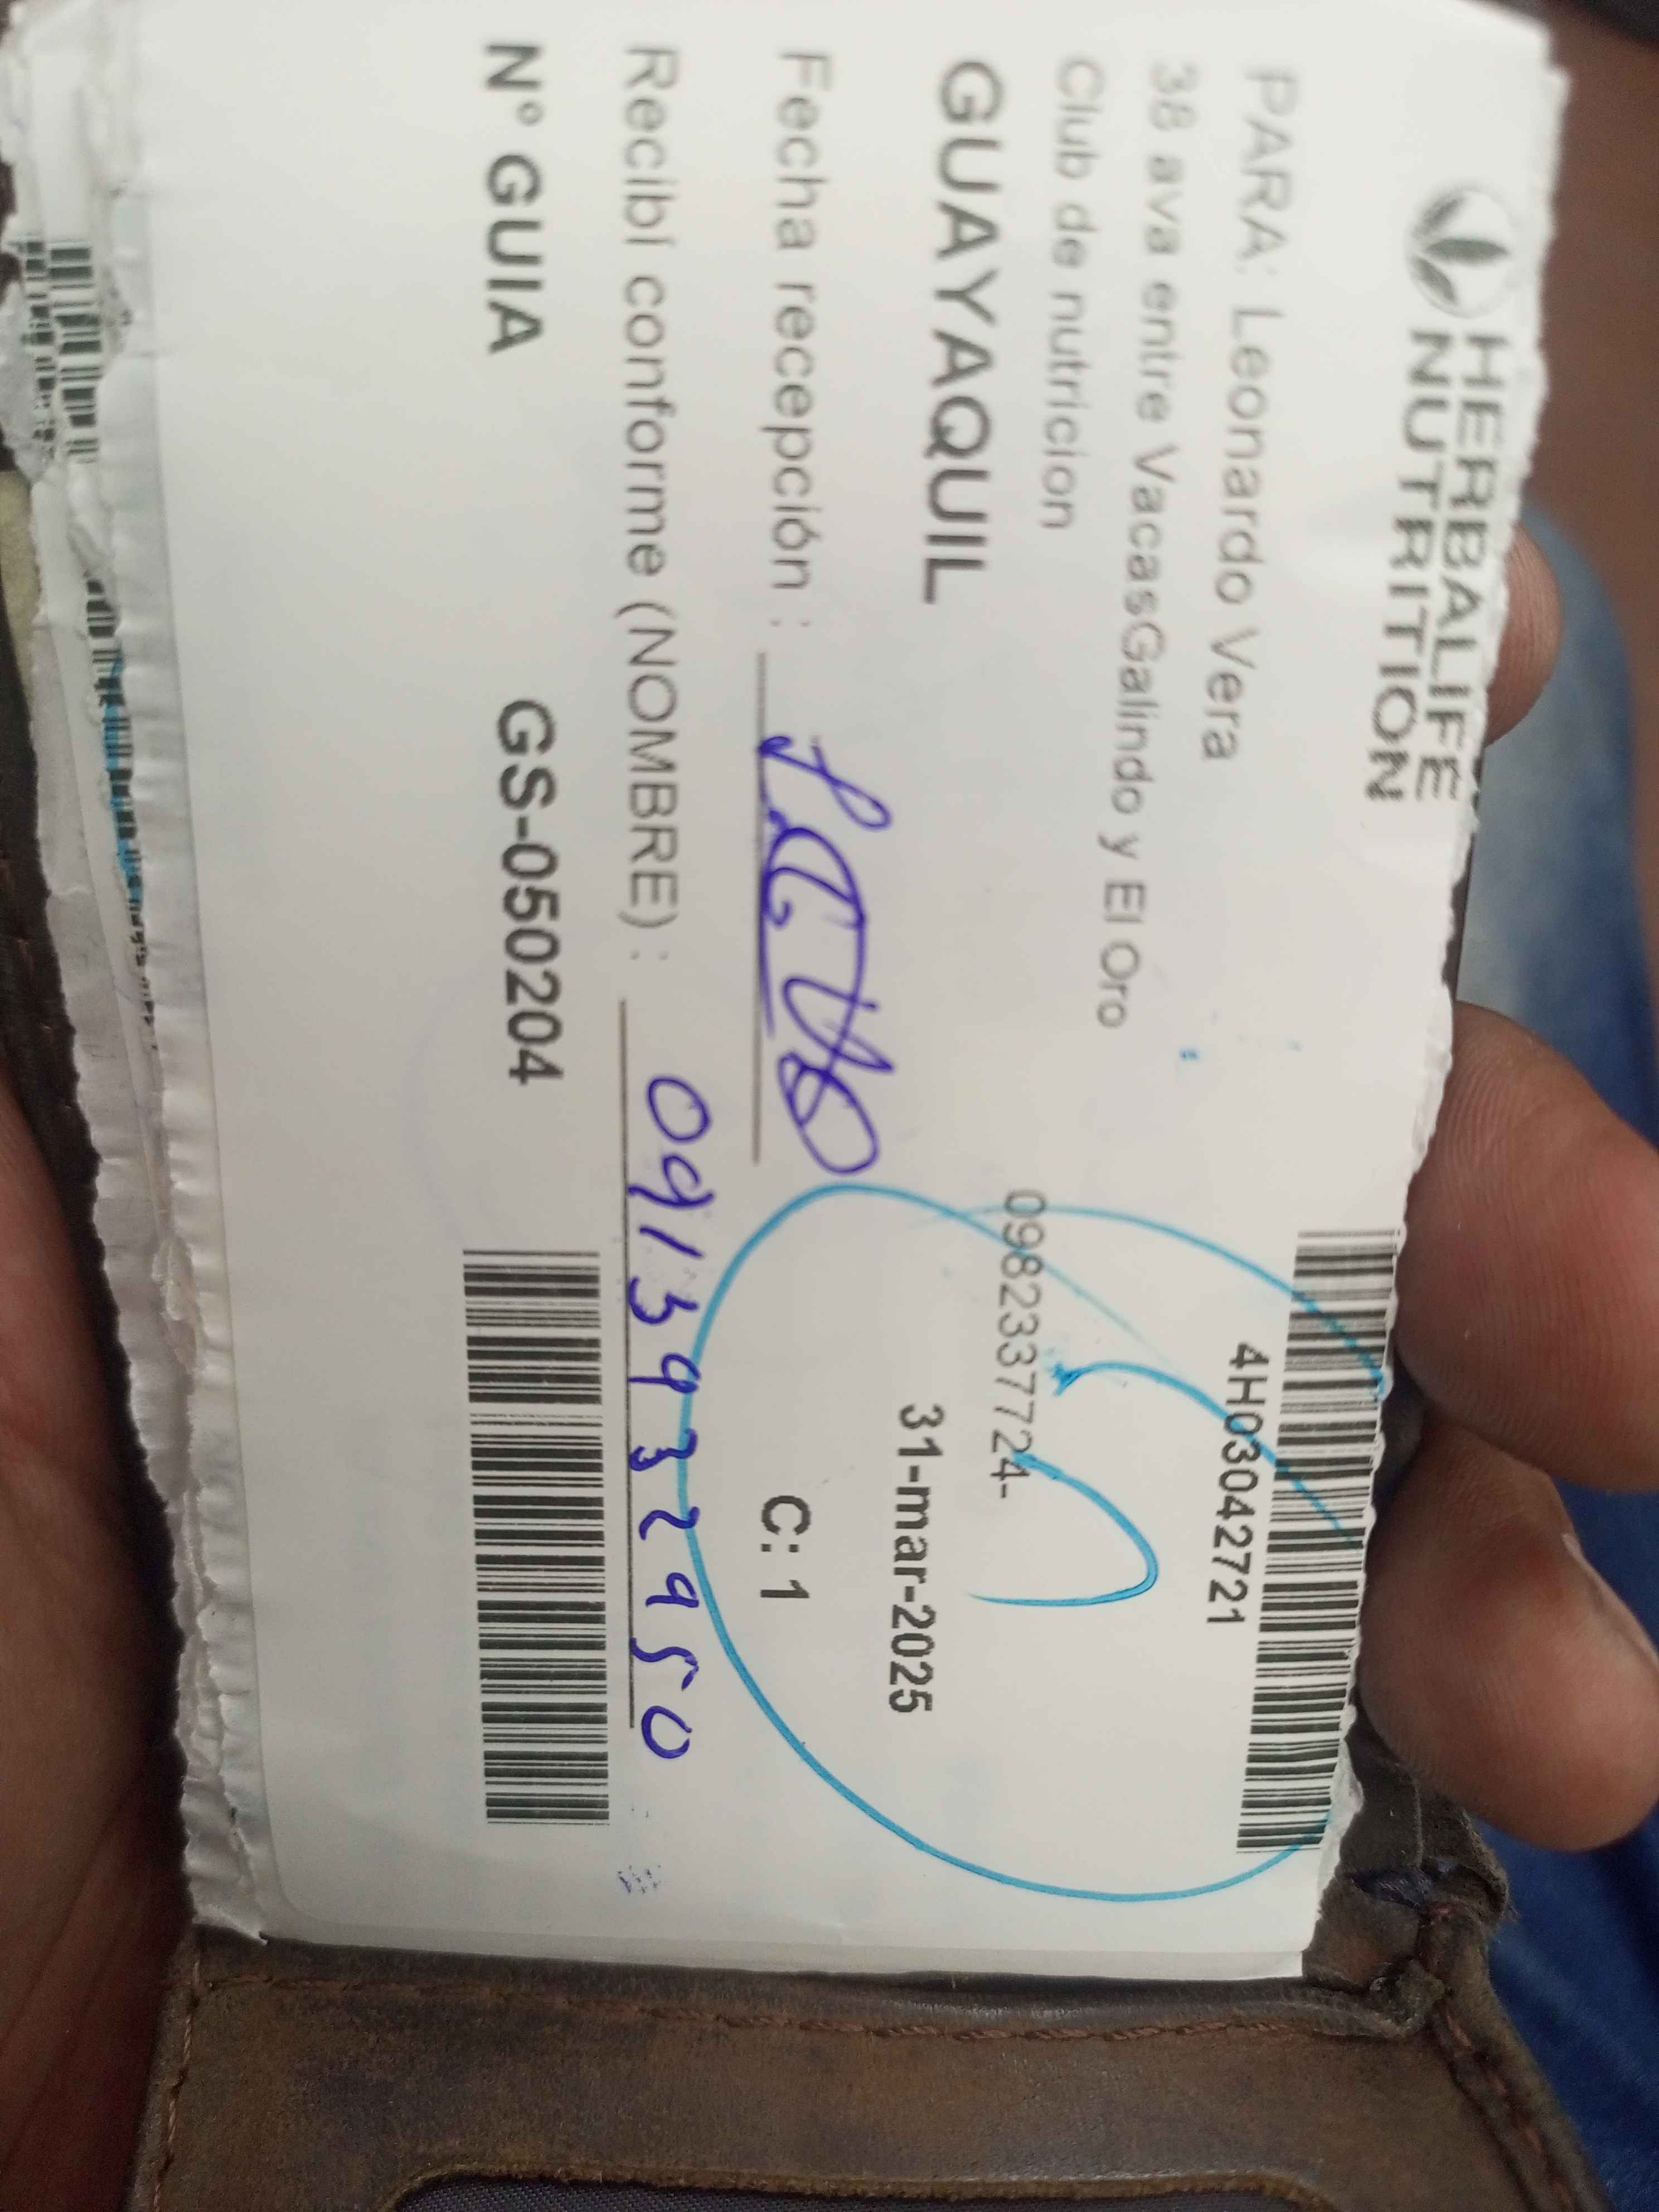 HERBALIFE
NUTRITION
4H03042721
PARA: Leonardo Vera
38 ava entre VacasGalindo y El Oro
Club de nutricion
0982337724-
GUAYAQUIL
31-mar-2025
Fecha recepción :
C: 1
Recibí conforme (NOMBRE) : 0913932950
N° GUIA GS-050204